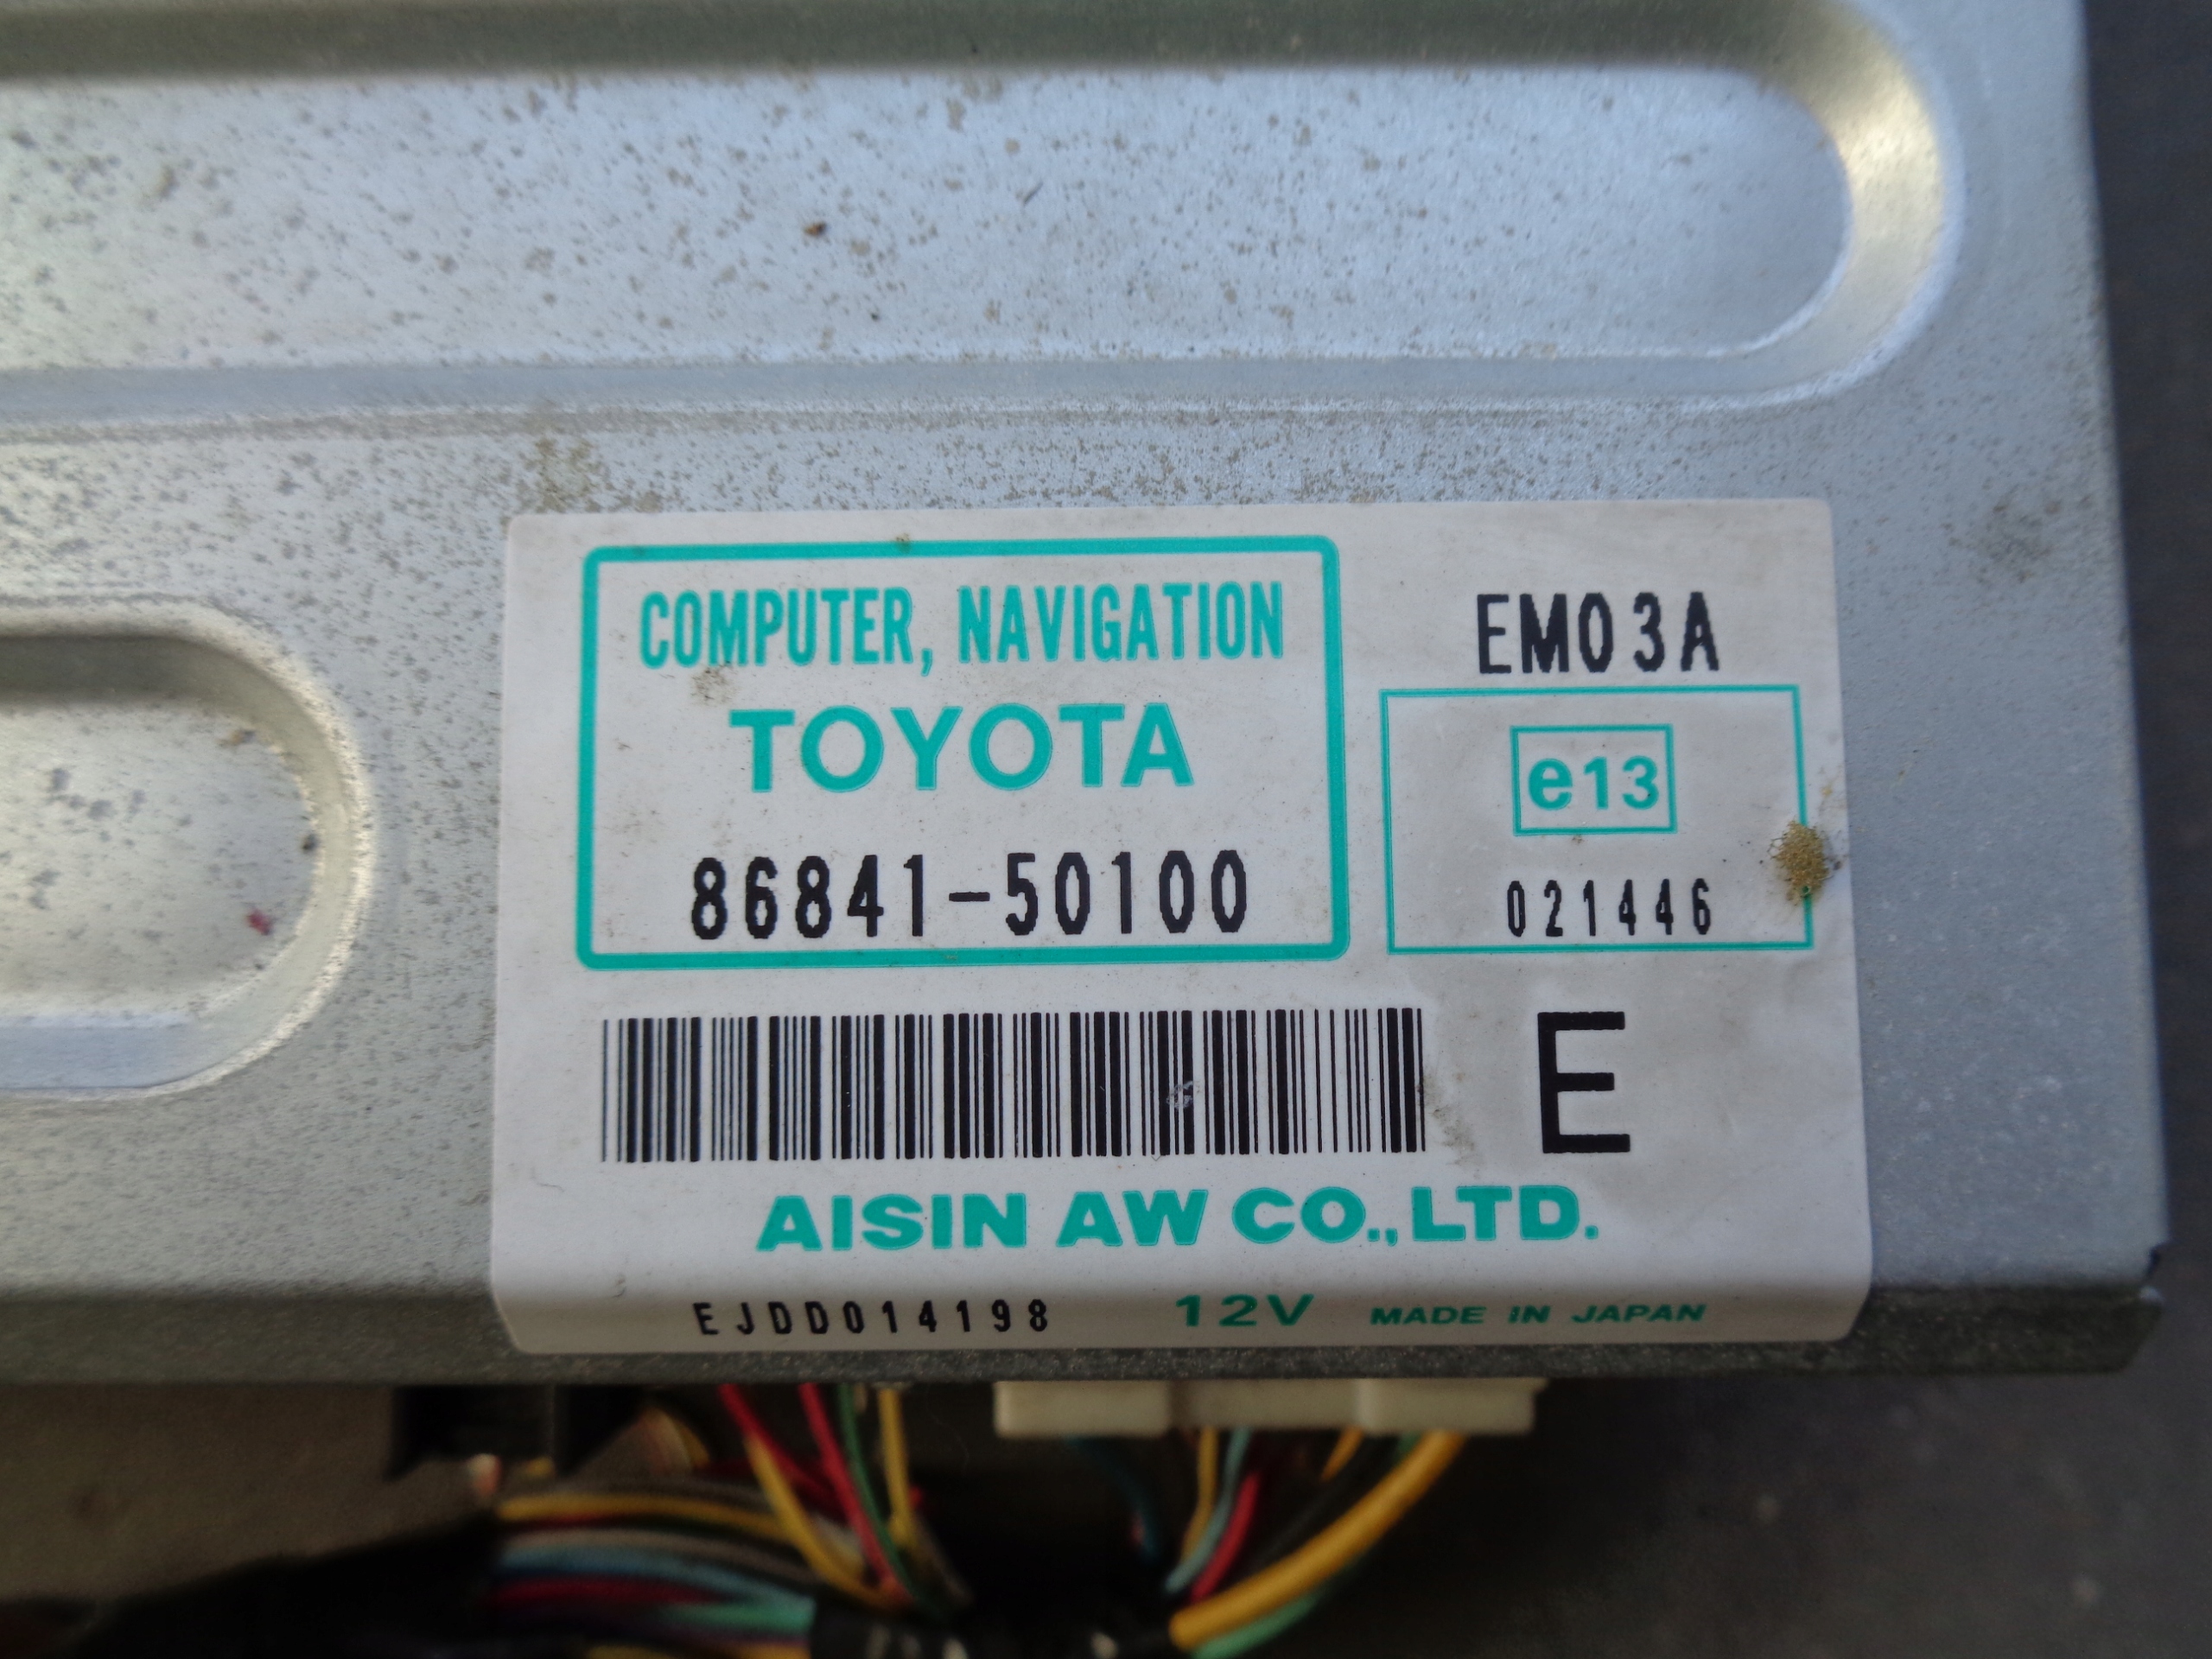 COMPUTER, NAVIGATION
TOYOTA
86841-50100
EM03A
e13
021446
E
AISIN AW CO., LTD.
EJDD014198 12V MADE IN JAPAN